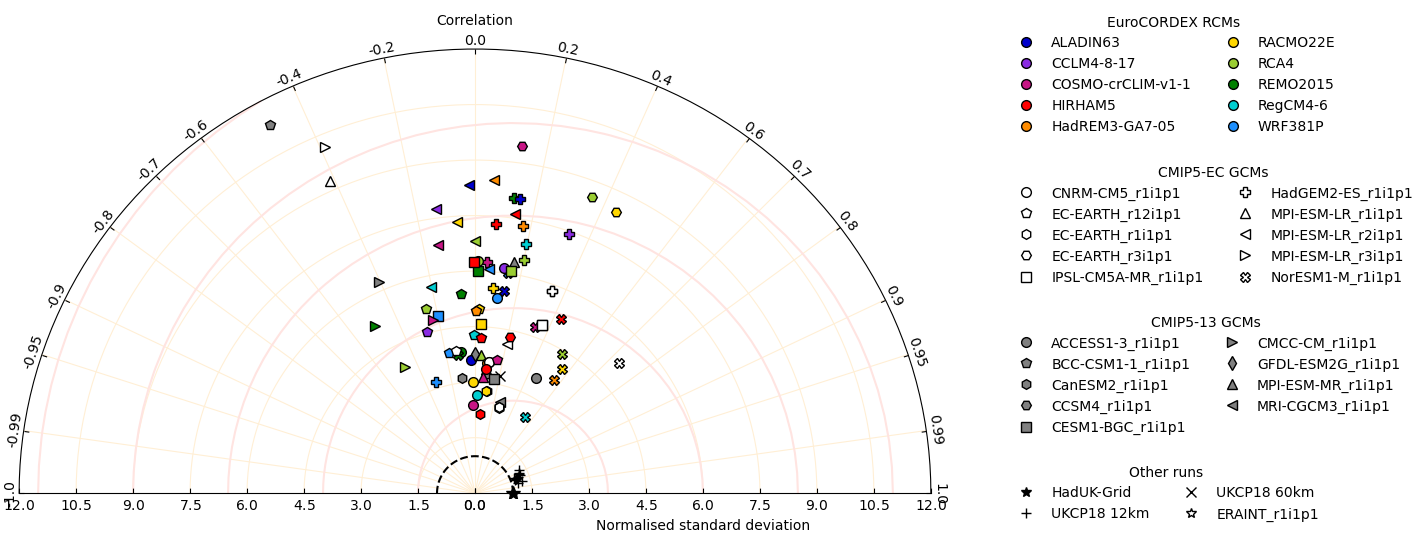 Correlation
0.0
-0.2
0.2
-0.4
0.4
-0.6
0.6
-0.7
0.7
-0.8
0.8
-0.9
0.9
-0.95
0.95
-0.99
0.99
-1.0
1.0
12.0 10.5 9.0 7.5 6.0 4.5 3.0 1.5 0.0 0.0 1.5 3.0 4.5 6.0 7.5 9.0 10.5 12.0
Normalised standard deviation
EuroCORDEX RCMs
ALADIN63
CCLM4-8-17
COSMO-crCLIM-v1-1
HIRHAM5
HadREM3-GA7-05
RACMO22E
RCA4
REMO2015
RegCM4-6
WRF381P
CMIP5-EC GCMs
CNRM-CM5_r1i1p1
EC-EARTH_r12i1p1
EC-EARTH_r1i1p1
EC-EARTH_r3i1p1
IPSL-CM5A-MR_r1i1p1
HadGEM2-ES_r1i1p1
MPI-ESM-LR_r1i1p1
MPI-ESM-LR_r2i1p1
MPI-ESM-LR_r3i1p1
NorESM1-M_r1i1p1
CMIP5-13 GCMs
ACCESS1-3_r1i1p1
BCC-CSM1-1_r1i1p1
CanESM2_r1i1p1
CCSM4_r1i1p1
CESM1-BGC_r1i1p1
CMCC-CM_r1i1p1
GFDL-ESM2G_r1i1p1
MPI-ESM-MR_r1i1p1
MRI-CGCM3_r1i1p1
Other runs
HadUK-Grid
UKCP18 12km
UKCP18 60km
ERAINT_r1i1p1